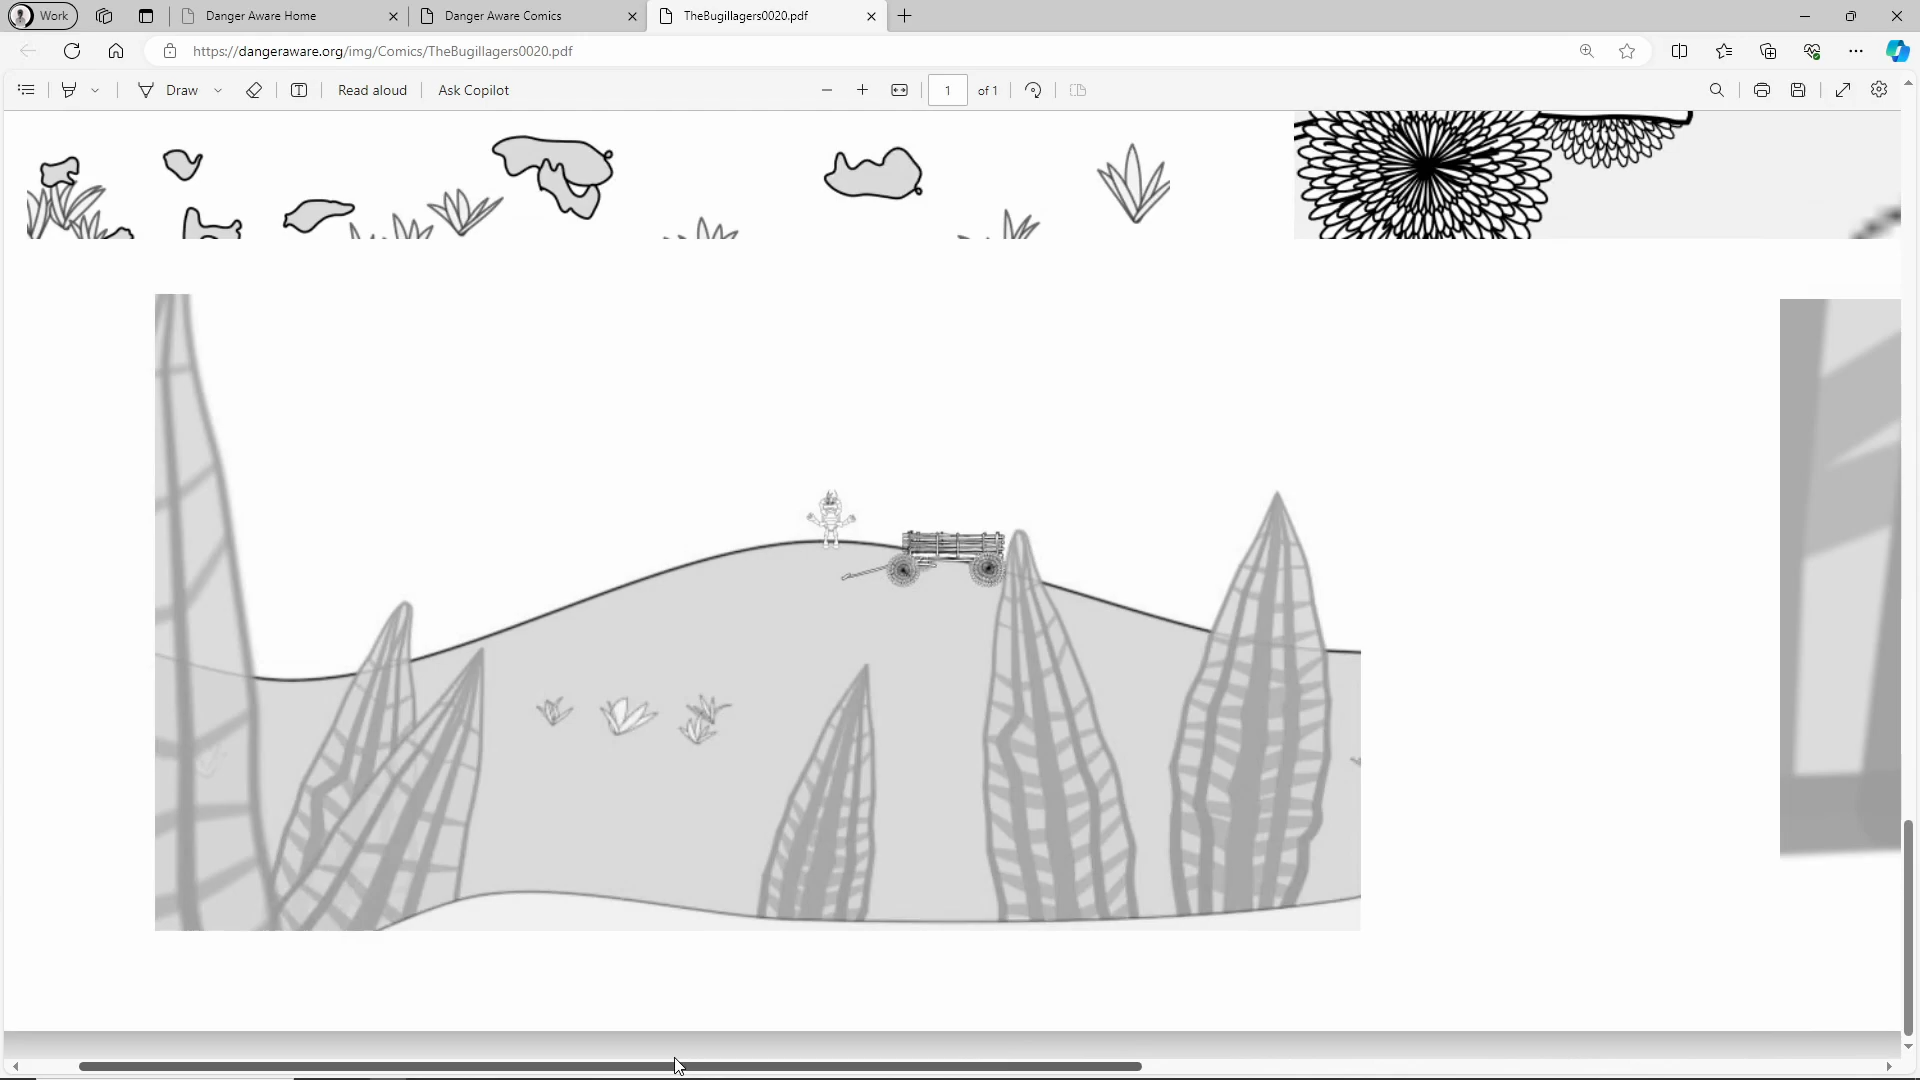 Work
Danger Aware Home
Danger Aware Comics
TheBugillagers0020.pdf
https://dangeraware.org/img/Comics/TheBugillagers0020.pdf
Draw
Read aloud
Ask Copilot
1
of 1